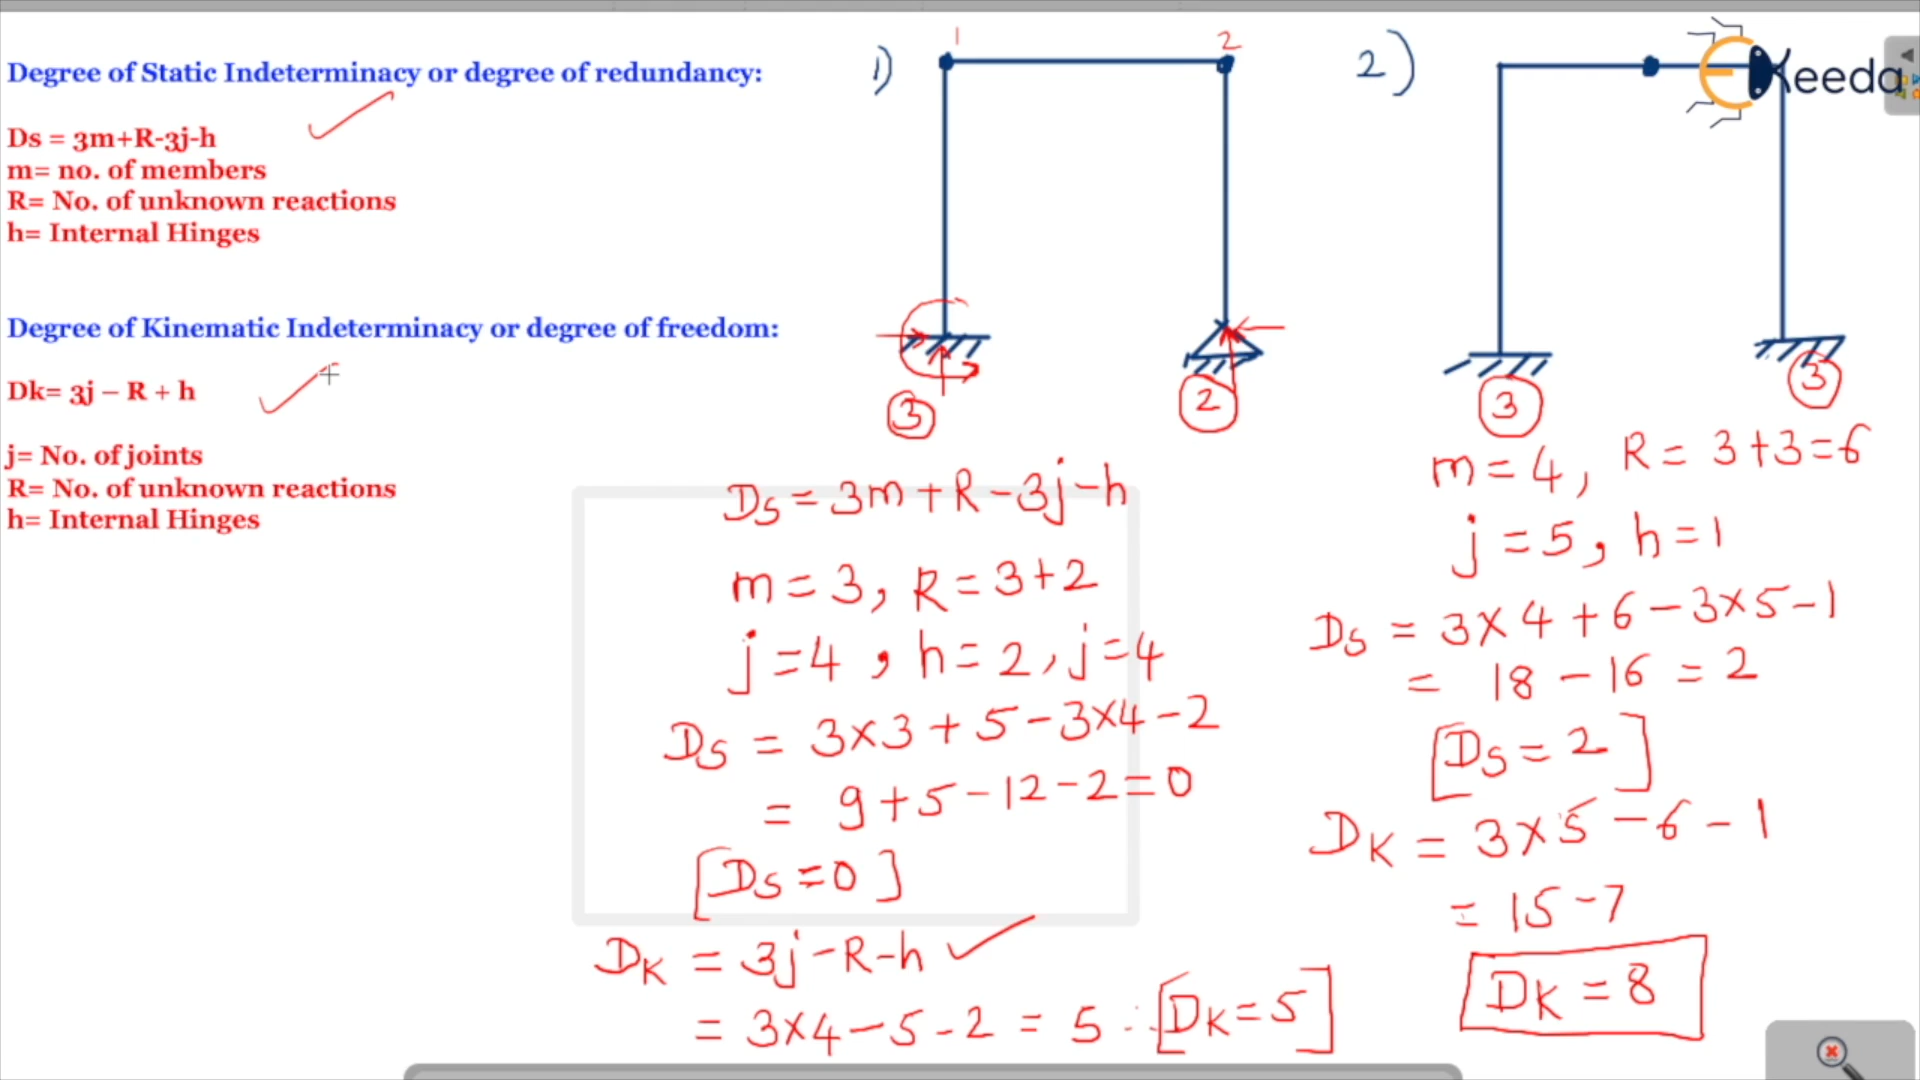 Degree of Static Indeterminacy or degree of redundancy:
Ds = 3m+R-3j-h
m= no. of members
R= No. of unknown reactions
h= Internal Hinges
Degree of Kinematic Indeterminacy or degree of freedom:
Dk= 3j – R + h
j= No. of joints
R= No. of unknown reactions
h= Internal Hinges
1)
1
2
3
2
DS = 3m + R - 3j - h
m = 3, R = 3+2
j = 4, h = 2, j = 4
DS = 3×3 + 5 - 3×4 - 2
= 9 + 5 - 12 - 2 = 0
[DS = 0]
DK = 3j - R - h
= 3×4 - 5 - 2 = 5 ∴ [DK = 5]
2)
Keeda
3
3
m = 4, R = 3+3=6
j = 5, h = 1
DS = 3×4 + 6 - 3×5 - 1
= 18 - 16 = 2
[DS = 2]
DK = 3×5 - 6 - 1
= 15 - 7
DK = 8